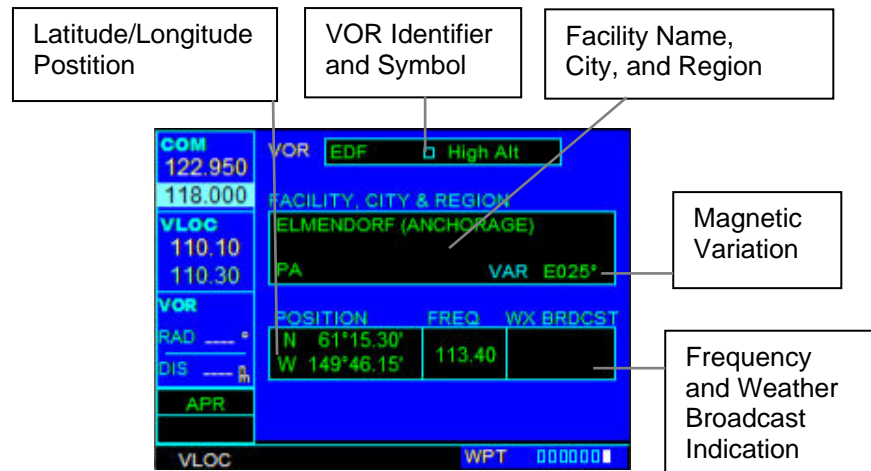 Latitude/Longitude
Postition
VOR Identifier
and Symbol
Facility Name,
City, and Region
COM
122.950
118.000
VLOC
110.10
110.30
VOR
RAD ___ °
DIS ___ nm
APR
VLOC
VOR EDF High Alt
FACILITY, CITY & REGION
ELMENDORF (ANCHORAGE)
PA VAR E025°
POSITION FREQ WX BRDCST
N 61°15.30'
W 149°46.15'
113.40
WPT
Magnetic
Variation
Frequency
and Weather
Broadcast
Indication